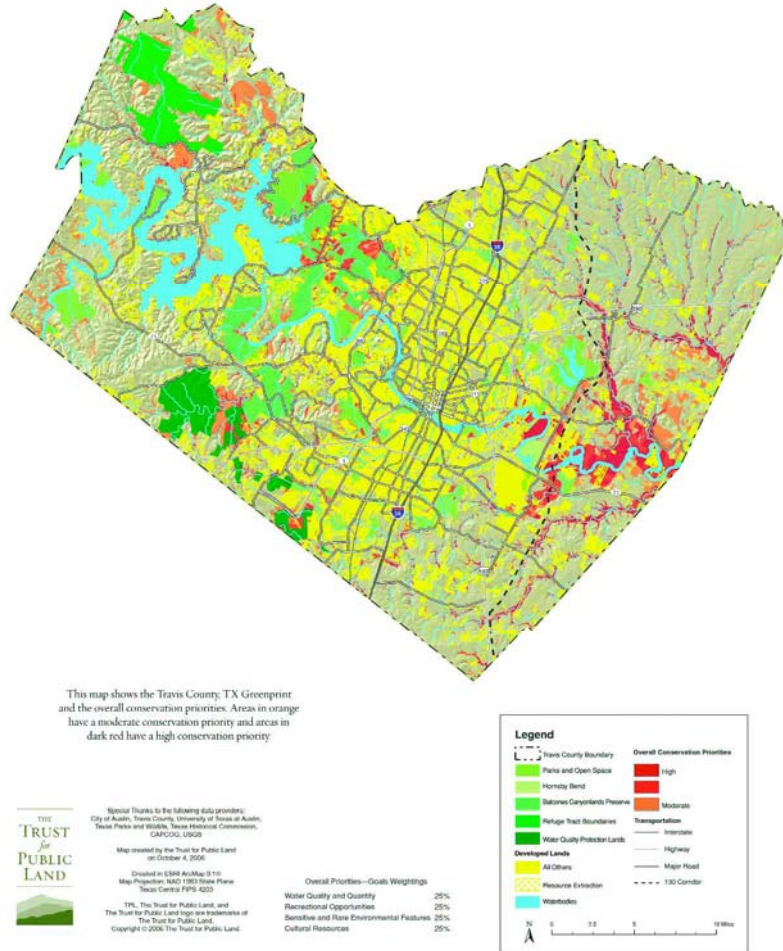 This map shows the Travis County, TX Greenprint
and the overall conservation priorities. Areas in orange
have a moderate conservation priority and areas in
dark red have a high conservation priority
THE
TRUST
for
PUBLIC
LAND
Special Thanks to the following data providers:
City of Austin, Travis County, University of Texas at Austin,
Texas Parks and Wildlife, Texas Historical Commission,
CAPCOG, USGS
Map created by the Trust for Public Land
on October 4, 2006
Created in ESRI ArcMap 9.1®
Map Projection: NAD 1983 State Plane
Texas Central FIPS 4203
TPL, The Trust for Public Land, and
The Trust for Public Land logo are trademarks of
The Trust for Public Land.
Copyright © 2006 The Trust for Public Land.
Overall Priorities—Goals Weightings
Water Quality and Quantity 25%
Recreational Opportunities 25%
Sensitive and Rare Environmental Features 25%
Cultural Resources 25%
Legend
Travis County Boundary
Parks and Open Space
Hornsby Bend
Balcones Canyonlands Preserve
Refuge Tract Boundaries
Water Quality Protection Lands
Developed Lands
All Others
Resource Extraction
Waterbodies
Overall Conservation Priorities
High
Moderate
Transportation
Interstate
Highway
Major Road
130 Corridor
N
0 2.5 5 10 Miles